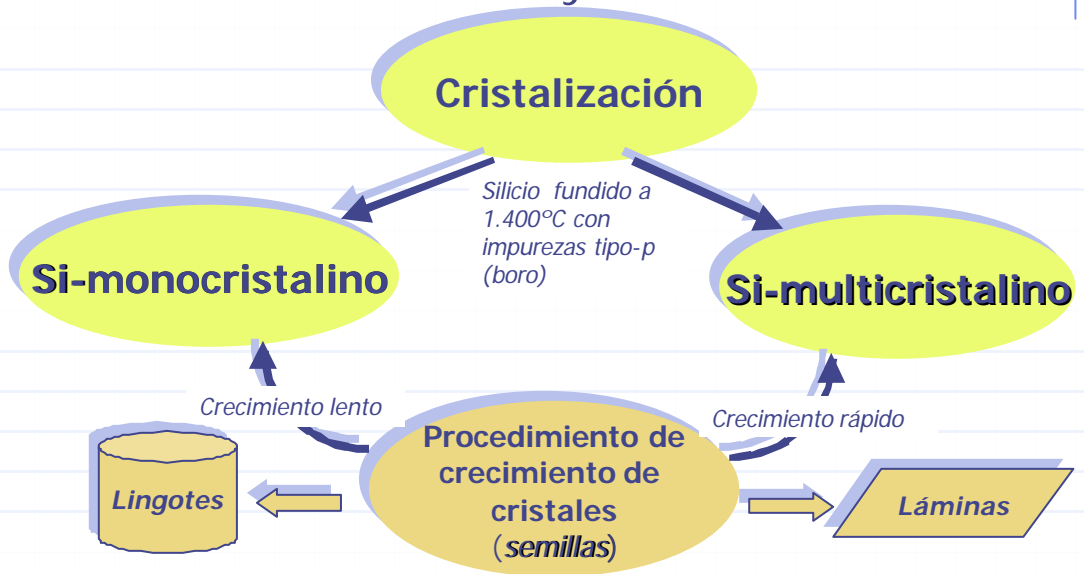 Cristalización
Silicio fundido a
1.400°C con
impurezas tipo-p
(boro)
Si-monocristalino
Si-multicristalino
Crecimiento lento
Crecimiento rápido
Procedimiento de
crecimiento de
cristales
(semillas)
Lingotes
Láminas